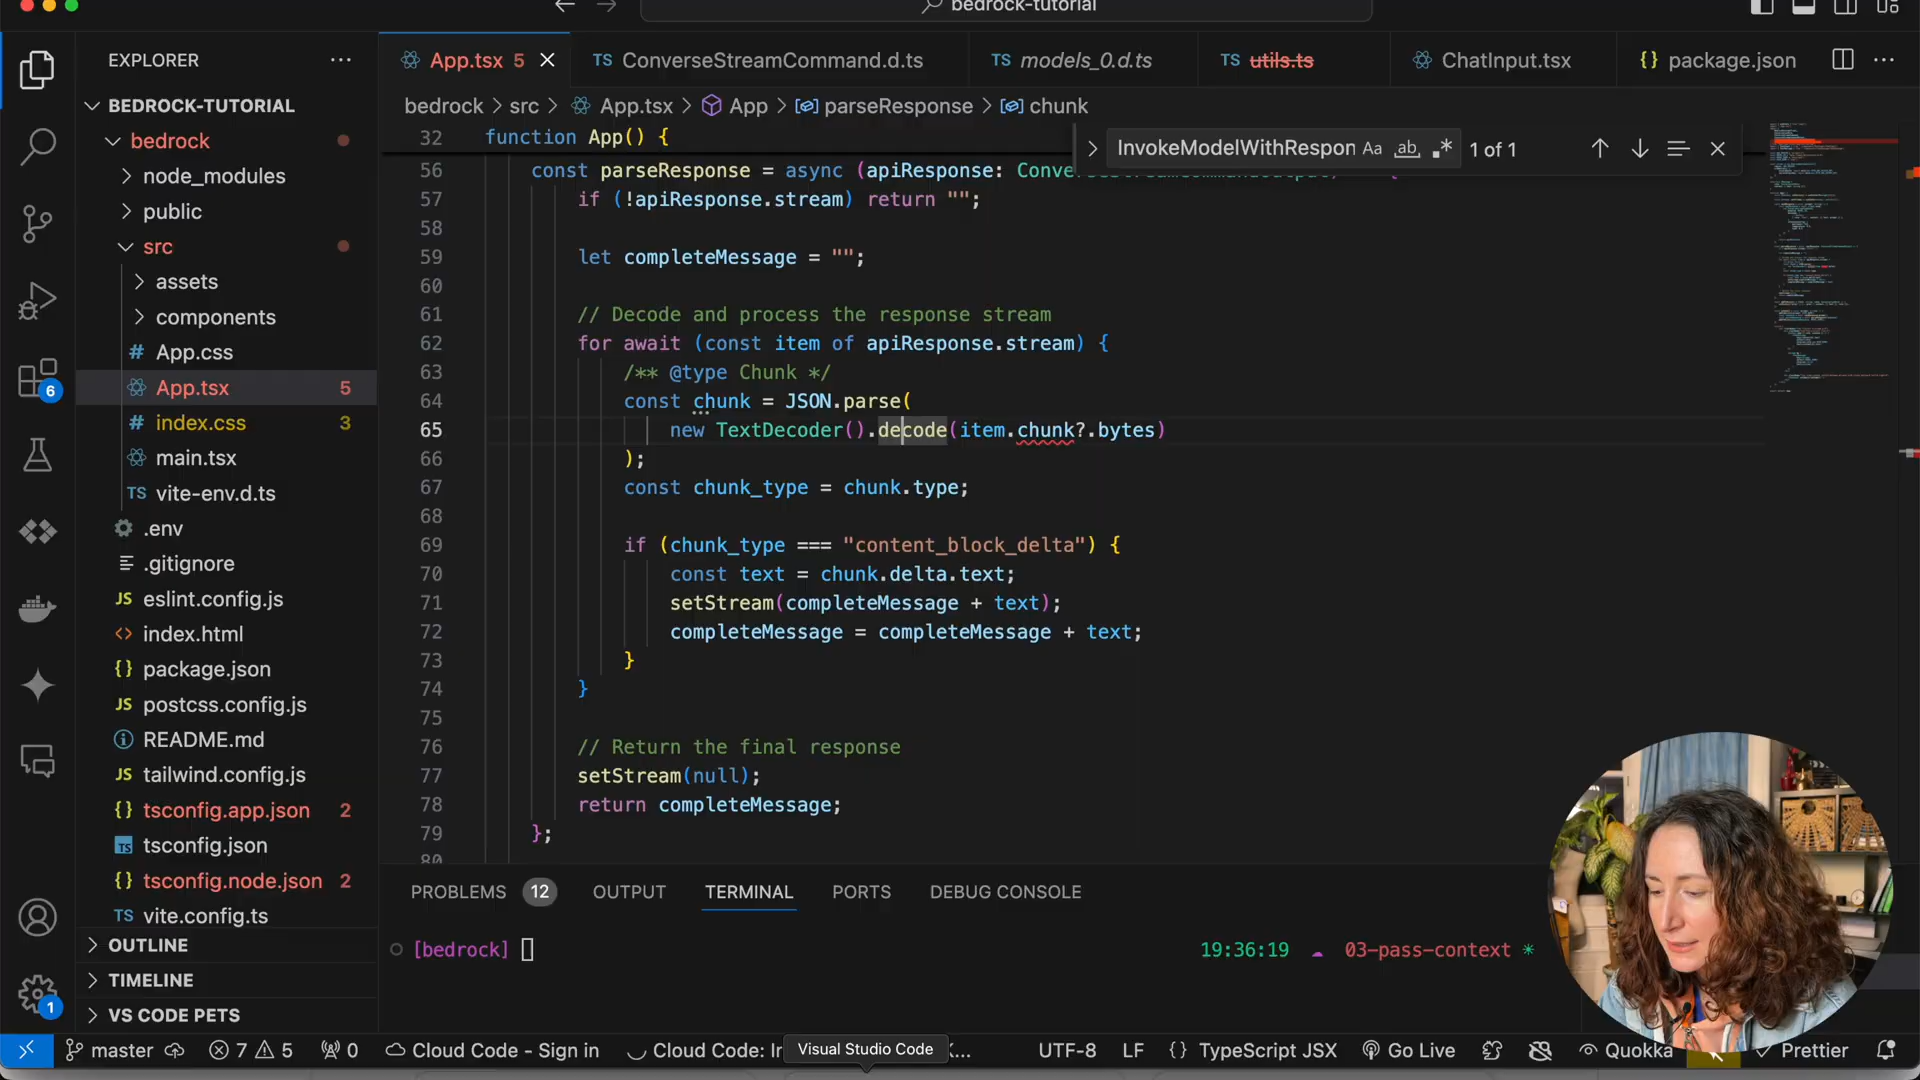 bedrock-tutorial
EXPLORER
App.tsx 5
TS ConverseStreamCommand.d.ts
TS models_0.d.ts
TS utils.ts
ChatInput.tsx
{} package.json
BEDROCK-TUTORIAL
bedrock
node_modules
public
src
assets
components
# App.css
App.tsx 5
# index.css 3
main.tsx
TS vite-env.d.ts
.env
.gitignore
JS eslint.config.js
<> index.html
{} package.json
JS postcss.config.js
README.md
JS tailwind.config.js
{} tsconfig.app.json 2
TS tsconfig.json
{} tsconfig.node.json 2
TS vite.config.ts
OUTLINE
TIMELINE
VS CODE PETS
6
1
bedrock > src > App.tsx > App > parseResponse > chunk
InvokeModelWithRespon Aa ab .* 1 of 1
32 function App() {
56 const parseResponse = async (apiResponse:
57 if (!apiResponse.stream) return "";
58
59 let completeMessage = "";
60
61 // Decode and process the response stream
62 for await (const item of apiResponse.stream) {
63 /** @type Chunk */
64 const chunk = JSON.parse(
65 new TextDecoder().decode(item.chunk?.bytes)
66 );
67 const chunk_type = chunk.type;
68
69 if (chunk_type === "content_block_delta") {
70 const text = chunk.delta.text;
71 setStream(completeMessage + text);
72 completeMessage = completeMessage + text;
73 }
74 }
75
76 // Return the final response
77 setStream(null);
78 return completeMessage;
79 };
80
PROBLEMS 12 OUTPUT TERMINAL PORTS DEBUG CONSOLE
[bedrock] 19:36:19 03-pass-context *
master 7 5 0 Cloud Code - Sign in Cloud Code: Visual Studio Code K... UTF-8 LF {} TypeScript JSX Go Live Quokka Prettier